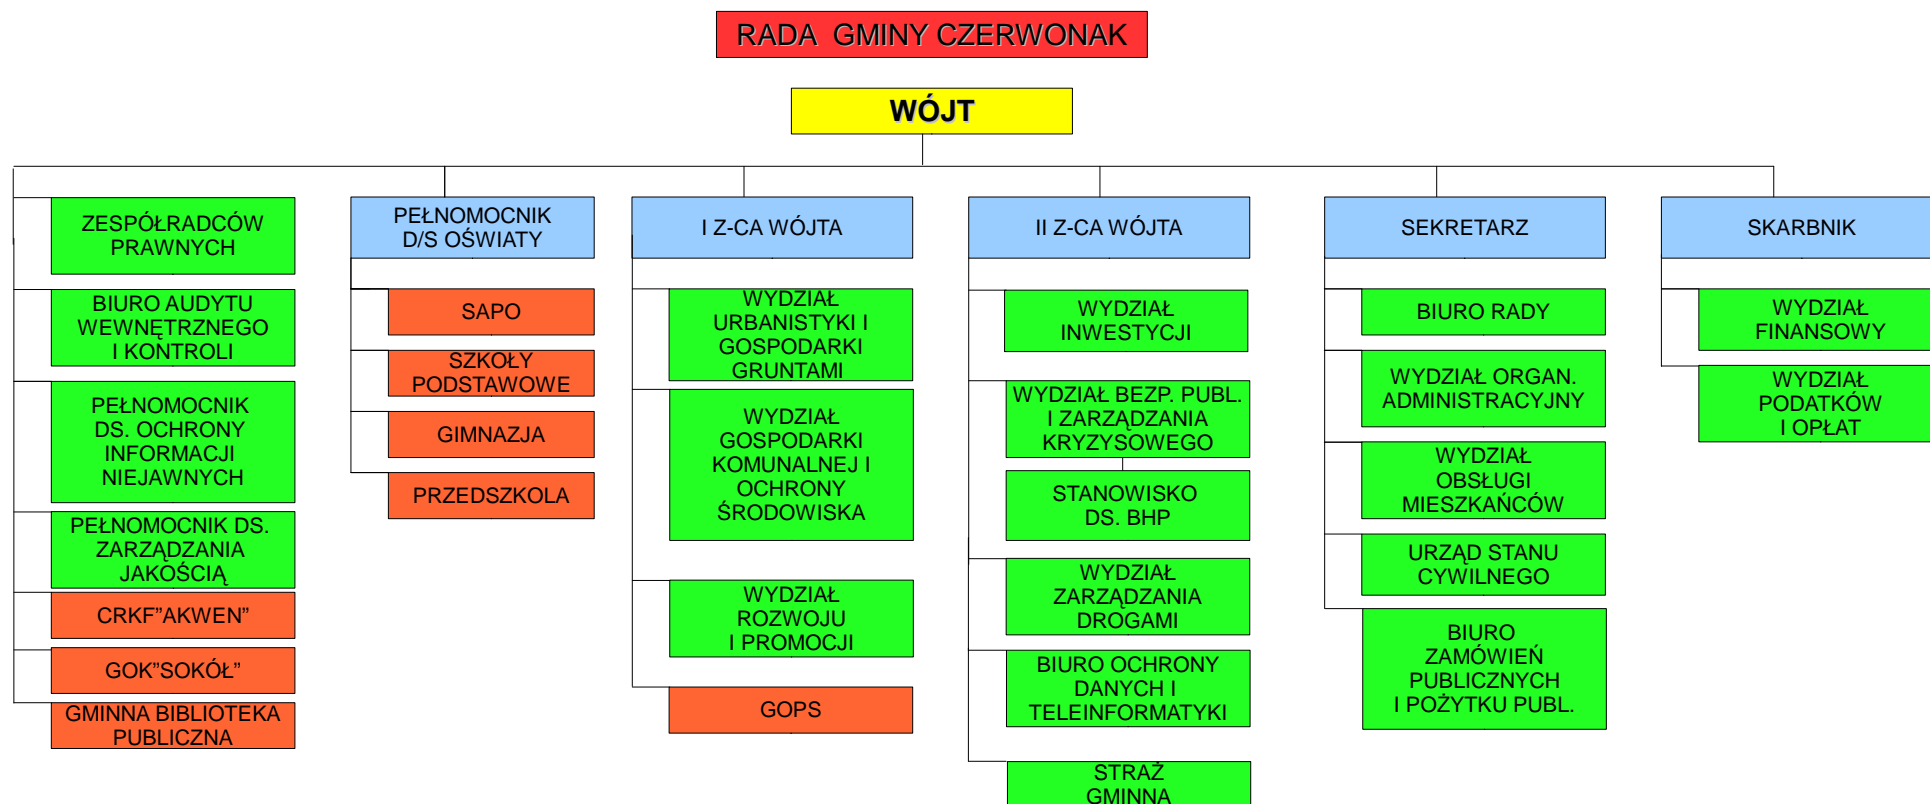 RADA GMINY CZERWONAK
WÓJT
ZESPÓŁRADCÓW
PRAWNYCH
BIURO AUDYTU
WEWNĘTRZNEGO
I KONTROLI
PEŁNOMOCNIK
DS. OCHRONY
INFORMACJI
NIEJAWNYCH
PEŁNOMOCNIK DS.
ZARZĄDZANIA
JAKOŚCIĄ
CRKF”AKWEN”
GOK”SOKÓŁ”
GMINNA BIBLIOTEKA
PUBLICZNA
PEŁNOMOCNIK
D/S OŚWIATY
SAPO
SZKOŁY
PODSTAWOWE
GIMNAZJA
PRZEDSZKOLA
I Z-CA WÓJTA
WYDZIAŁ
URBANISTYKI I
GOSPODARKI
GRUNTAMI
WYDZIAŁ
GOSPODARKI
KOMUNALNEJ I
OCHRONY
ŚRODOWISKA
WYDZIAŁ
ROZWOJU
I PROMOCJI
GOPS
II Z-CA WÓJTA
WYDZIAŁ
INWESTYCJI
WYDZIAŁ BEZP. PUBL.
I ZARZĄDZANIA
KRYZYSOWEGO
STANOWISKO
DS. BHP
WYDZIAŁ
ZARZĄDZANIA
DROGAMI
BIURO OCHRONY
DANYCH I
TELEINFORMATYKI
STRAŻ
GMINNA
SEKRETARZ
BIURO RADY
WYDZIAŁ ORGAN.
ADMINISTRACYJNY
WYDZIAŁ
OBSŁUGI
MIESZKAŃCÓW
URZĄD STANU
CYWILNEGO
BIURO
ZAMÓWIEŃ
PUBLICZNYCH
I POŻYTKU PUBL.
SKARBNIK
WYDZIAŁ
FINANSOWY
WYDZIAŁ
PODATKÓW
I OPŁAT